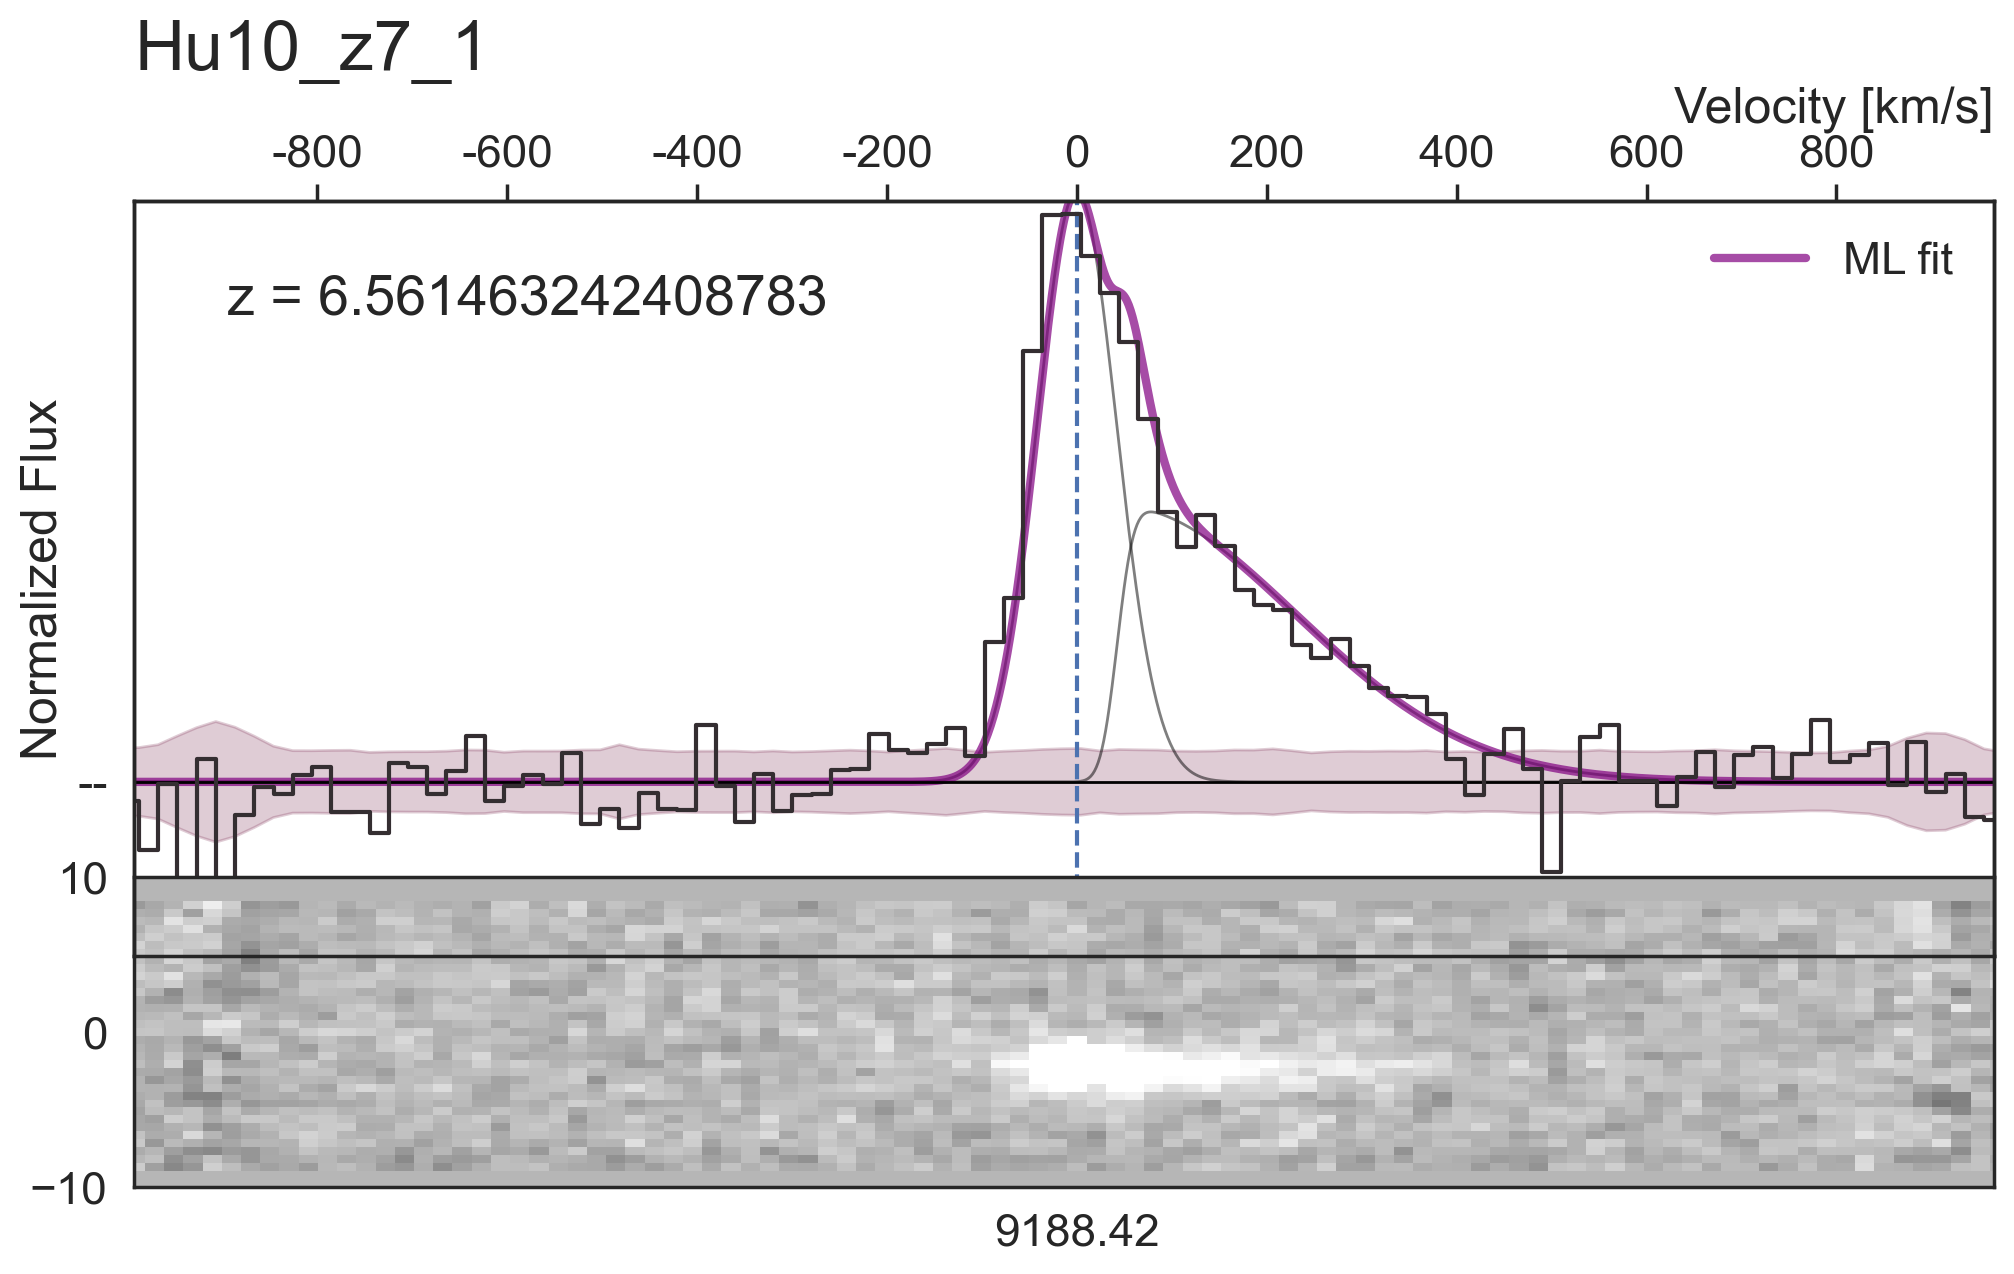 Hu10_z7_1
Velocity [km/s]
-800 -600 -400 -200 0 200 400 600 800
z = 6.561463242408783
ML fit
Normalized Flux
--
10
0
−10
9188.42